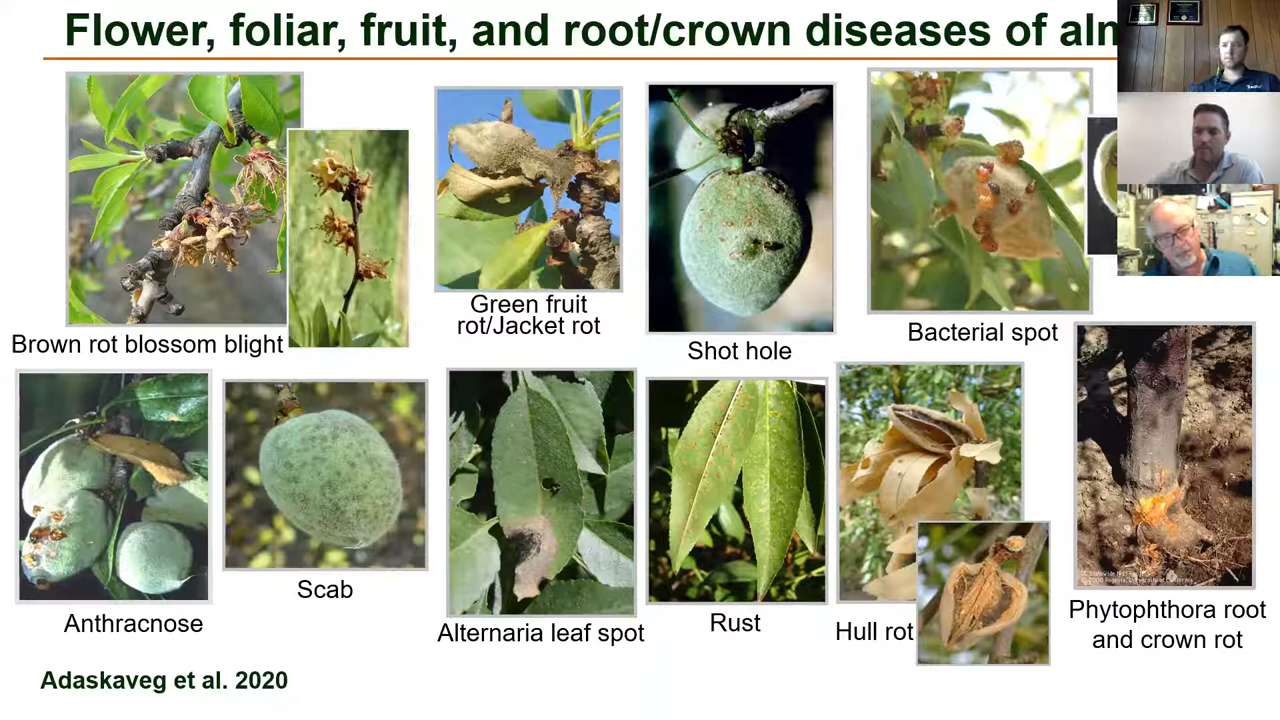 Flower, foliar, fruit, and root/crown diseases of alm
Green fruit
rot/Jacket rot
Brown rot blossom blight
Shot hole
Bacterial spot
Anthracnose
Scab
Alternaria leaf spot
Rust
Hull rot
Phytophthora root
and crown rot
Adaskaveg et al. 2020